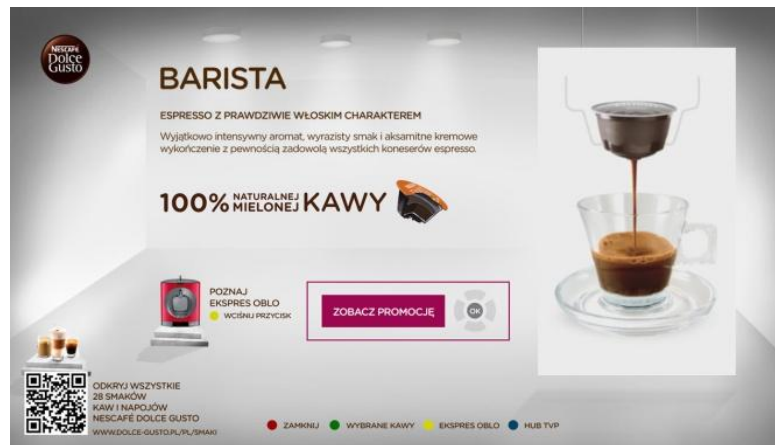 NESCAFÉ
Dolce
Gusto
BARISTA
ESPRESSO Z PRAWDZIWIE WŁOSKIM CHARAKTEREM
Wyjątkowo intensywny aromat, wyrazisty smak i aksamitne kremowe
wykończenie z pewnością zadowolą wszystkich koneserów espresso.
100% NATURALNEJ MIELONEJ KAWY
POZNAJ
EKSPRES OBLO
WCIŚNIJ PRZYCISK
ZOBACZ PROMOCJĘ
OK
ODKRYJ WSZYSTKIE
28 SMAKÓW
KAW I NAPOJÓW
NESCAFÉ DOLCE GUSTO
WWW.DOLCE-GUSTO.PL/PL/SMAKI
ZAMKNIJ WYBRANE KAWY EKSPRES OBLO HUB TVP